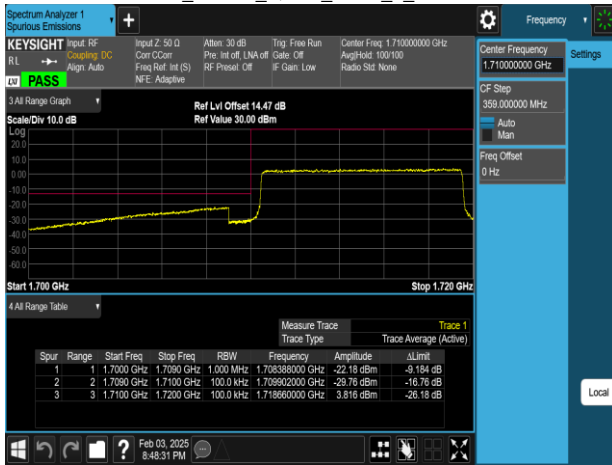 Spectrum Analyzer 1
Spurious Emissions
Frequency
KEYSIGHT
Input: RF
Coupling: DC
Align: Auto
Input Z: 50 Ω
Corr CCorr
Freq Ref: Int (S)
NFE: Adaptive
Atten: 30 dB
Pre: Int off, LNA off
RF Preset: Off
Trig: Free Run
Gate: Off
IF Gain: Low
Center Freq: 1.710000000 GHz
Avg|Hold: 100/100
Radio Std: None
RL
LXI PASS
Center Frequency
1.710000000 GHz
Settings
CF Step
359.000000 MHz
Auto
Man
Freq Offset
0 Hz
3 All Range Graph
Scale/Div 10.0 dB
Ref Lvl Offset 14.47 dB
Ref Value 30.00 dBm
Log
20.0
10.0
0.00
-10.0
-20.0
-30.0
-40.0
-50.0
-60.0
Start 1.700 GHz
Stop 1.720 GHz
4 All Range Table
Measure Trace Trace 1
Trace Type Trace Average (Active)
Spur Range Start Freq Stop Freq RBW Frequency Amplitude ΔLimit
1 1 1.7000 GHz 1.7090 GHz 1.000 MHz 1.708388000 GHz -22.18 dBm -9.184 dB
2 2 1.7090 GHz 1.7100 GHz 100.0 kHz 1.709902000 GHz -29.76 dBm -16.76 dB
3 3 1.7100 GHz 1.7200 GHz 100.0 kHz 1.718660000 GHz 3.816 dBm -26.18 dB
Local
Feb 03, 2025
8:48:31 PM